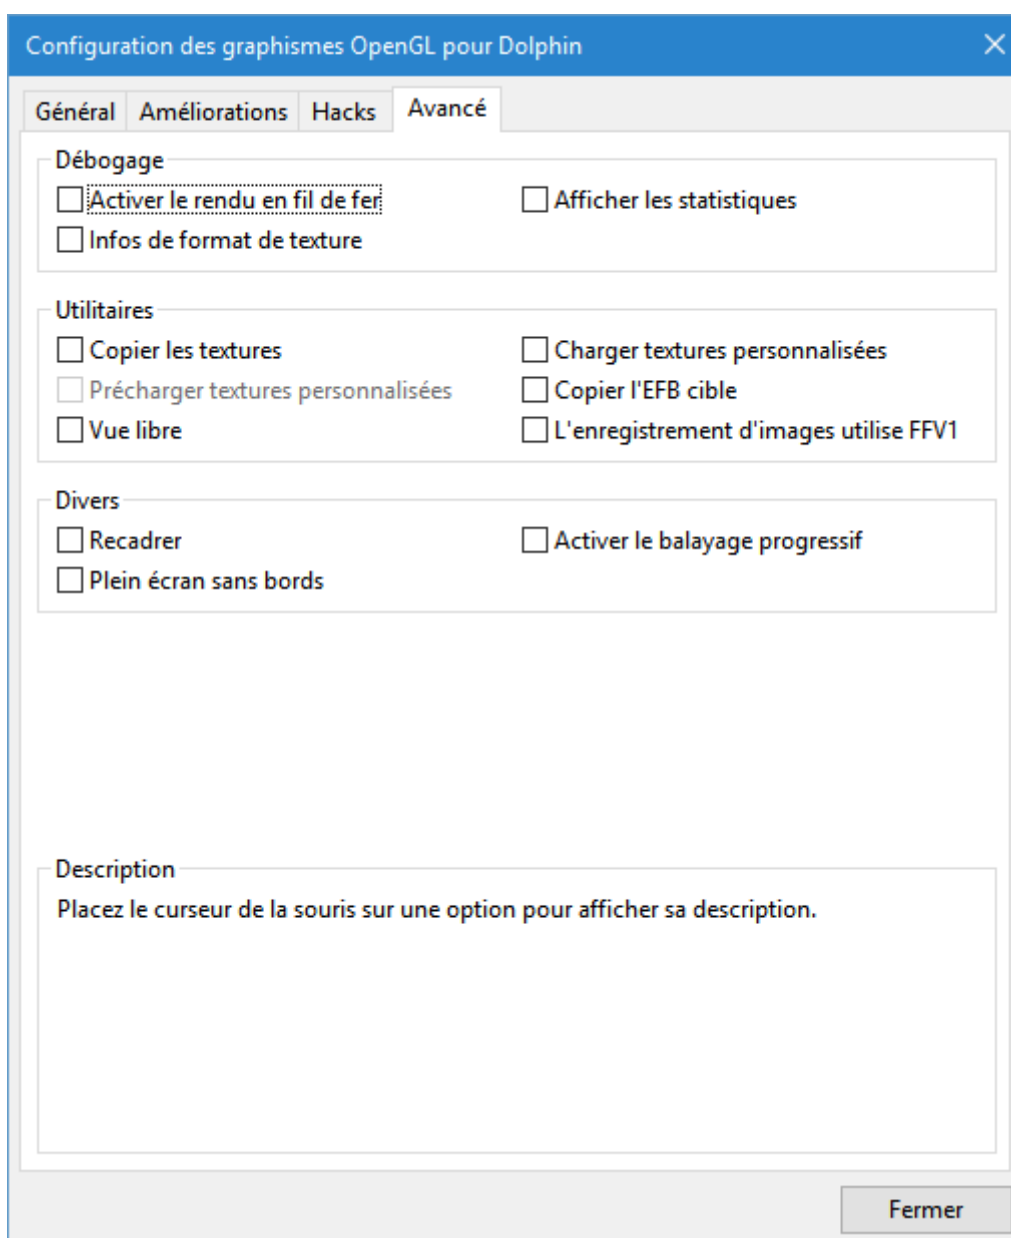 Configuration des graphismes OpenGL pour Dolphin
Général Améliorations Hacks Avancé
Débogage
Activer le rendu en fil de fer Afficher les statistiques
Infos de format de texture
Utilitaires
Copier les textures Charger textures personnalisées
Précharger textures personnalisées Copier l'EFB cible
Vue libre L'enregistrement d'images utilise FFV1
Divers
Recadrer Activer le balayage progressif
Plein écran sans bords
Description
Placez le curseur de la souris sur une option pour afficher sa description.
Fermer